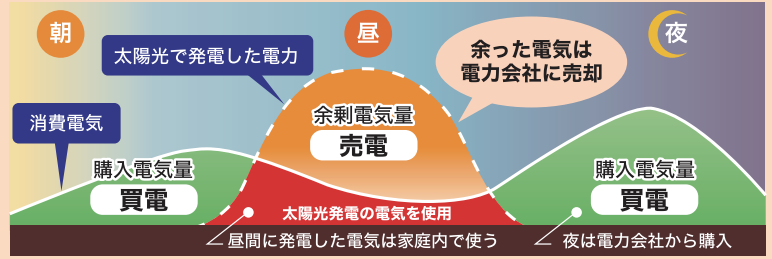 朝
昼
夜
太陽光で発電した電力
余った電気は
電力会社に売却
消費電気
余剰電気量
売電
購入電気量
買電
購入電気量
買電
太陽光発電の電気を使用
昼間に発電した電気は家庭内で使う
夜は電力会社から購入